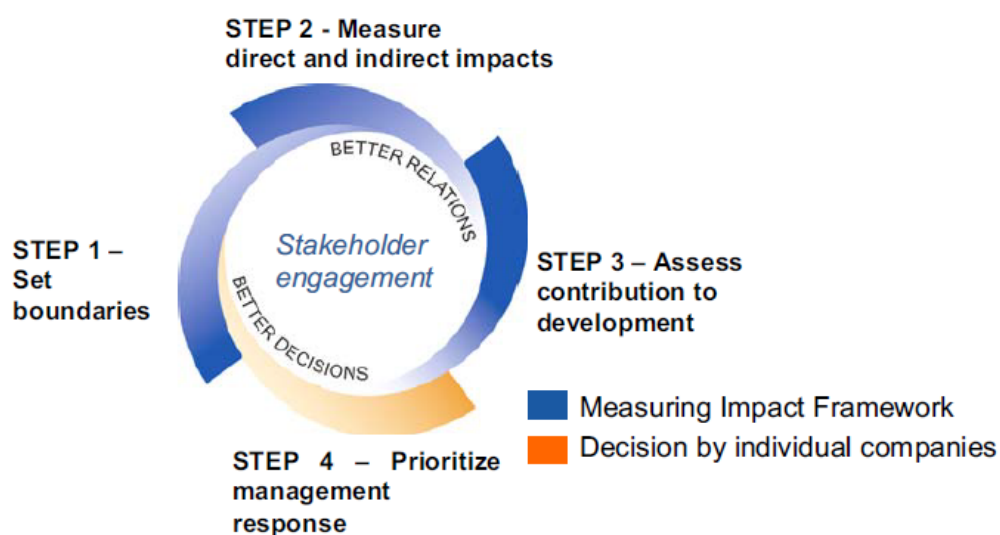 STEP 2 - Measure
direct and indirect impacts
BETTER RELATIONS
STEP 1 –
Set
boundaries
Stakeholder
engagement
STEP 3 – Assess
contribution to
development
BETTER DECISIONS
Measuring Impact Framework
Decision by individual companies
STEP 4 – Prioritize
management
response